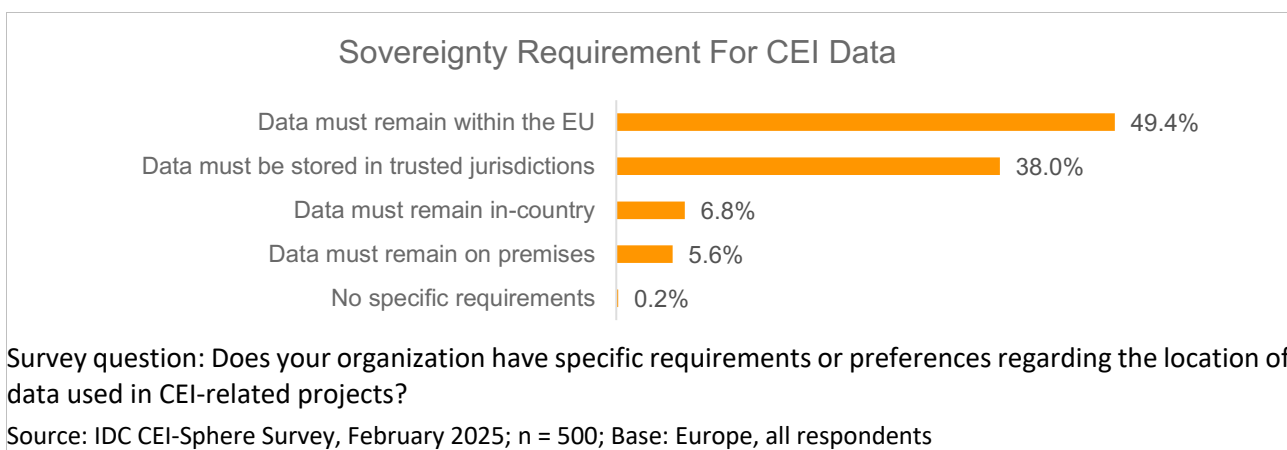 Sovereignty Requirement For CEI Data
Data must remain within the EU 49.4%
Data must be stored in trusted jurisdictions 38.0%
Data must remain in-country 6.8%
Data must remain on premises 5.6%
No specific requirements 0.2%
Survey question: Does your organization have specific requirements or preferences regarding the location of
data used in CEI-related projects?
Source: IDC CEI-Sphere Survey, February 2025; n = 500; Base: Europe, all respondents